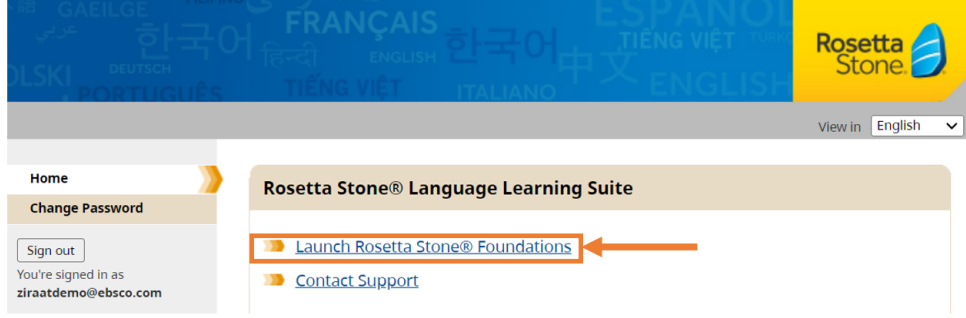 GAEILGE
عربي
한국어
FRANÇAIS
हिन्दी
ENGLISH
한국어
ESPAÑOL
TIẾNG VIỆT
中文
DEUTSCH
PORTUGUÊS
TIẾNG VIỆT
ITALIANO
ENGLISH
Rosetta
Stone.
View in English
Home
Change Password
Sign out
You're signed in as
ziraatdemo@ebsco.com
Rosetta Stone® Language Learning Suite
Launch Rosetta Stone® Foundations
Contact Support